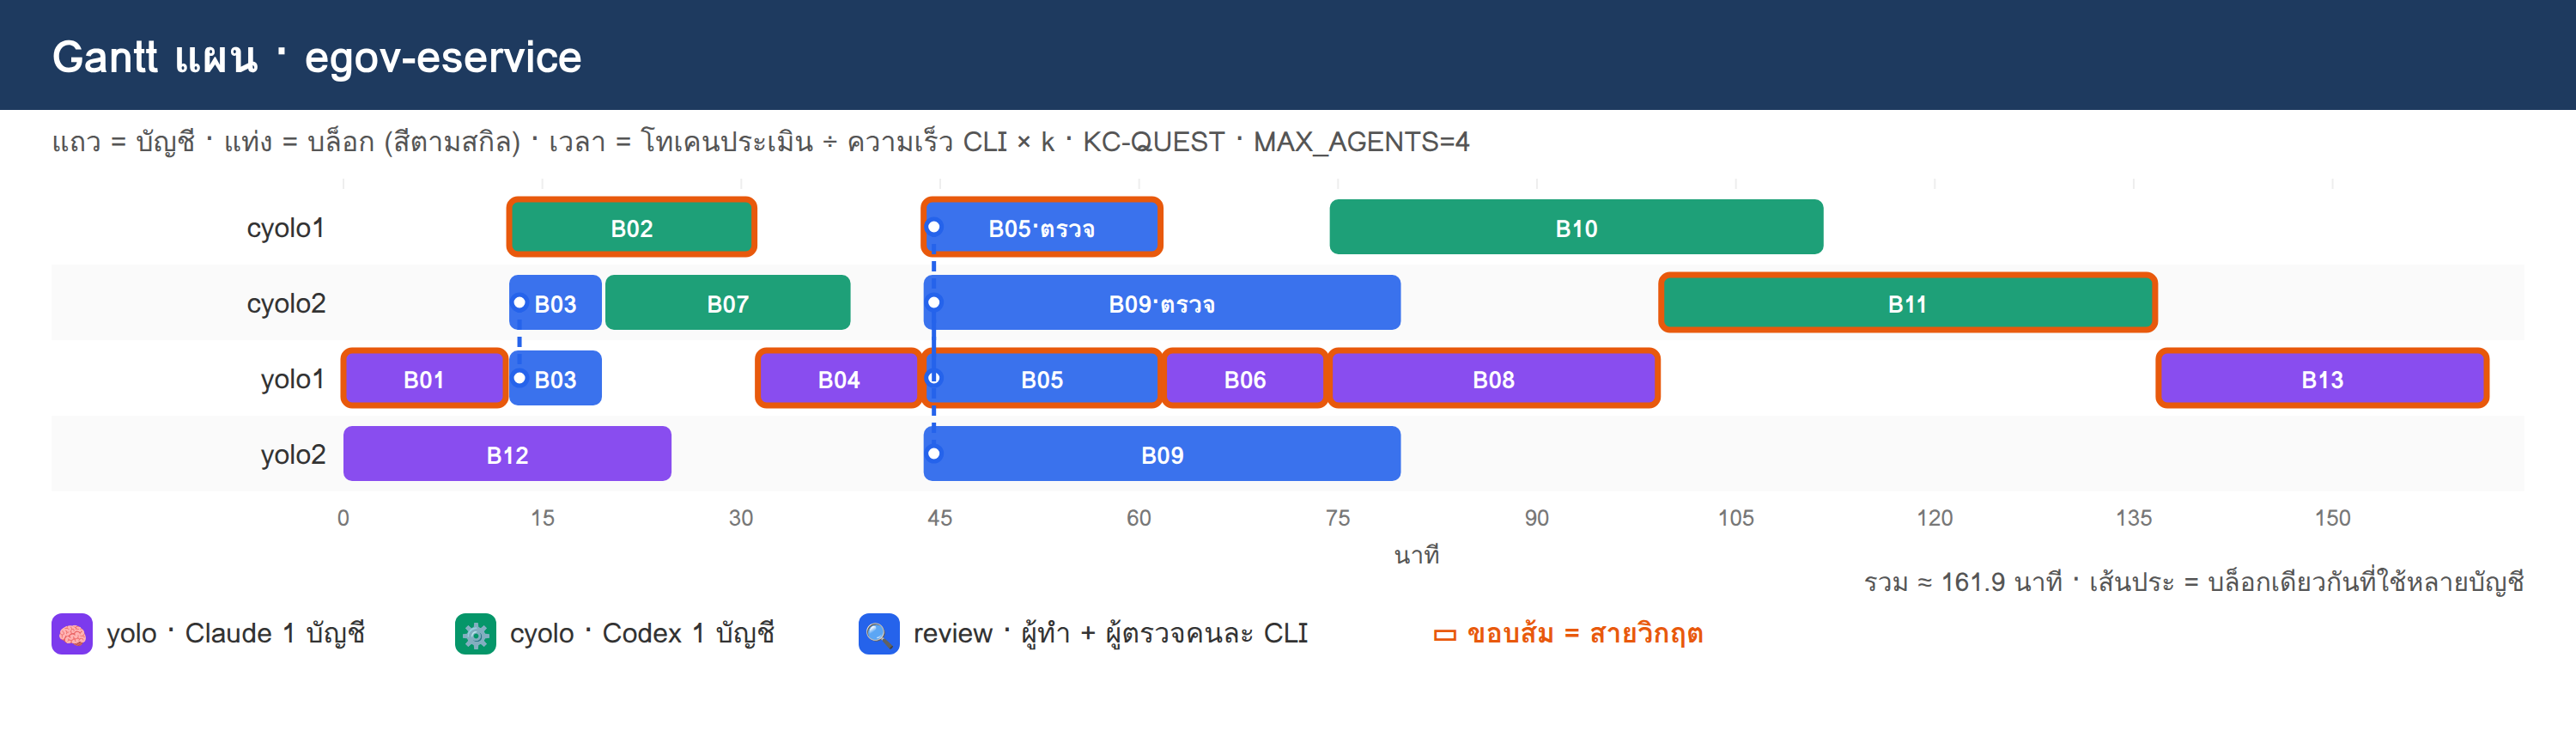 Gantt แผน · egov-eservice
แถว = บัญชี · แท่ง = บล็อก (สีตามสกิล) · เวลา = โทเคนประเมิน ÷ ความเร็ว CLI × k · KC-QUEST · MAX_AGENTS=4
cyolo1 B02 B05·ตรวจ B10
cyolo2 B03 B07 B09·ตรวจ B11
yolo1 B01 B03 B04 B05 B06 B08 B13
yolo2 B12 B09
0 15 30 45 60 75 90 105 120 135 150
นาที
รวม ≈ 161.9 นาที · เส้นประ = บล็อกเดียวกันที่ใช้หลายบัญชี
yolo · Claude 1 บัญชี cyolo · Codex 1 บัญชี review · ผู้ทำ + ผู้ตรวจคนละ CLI ▭ ขอบส้ม = สายวิกฤต